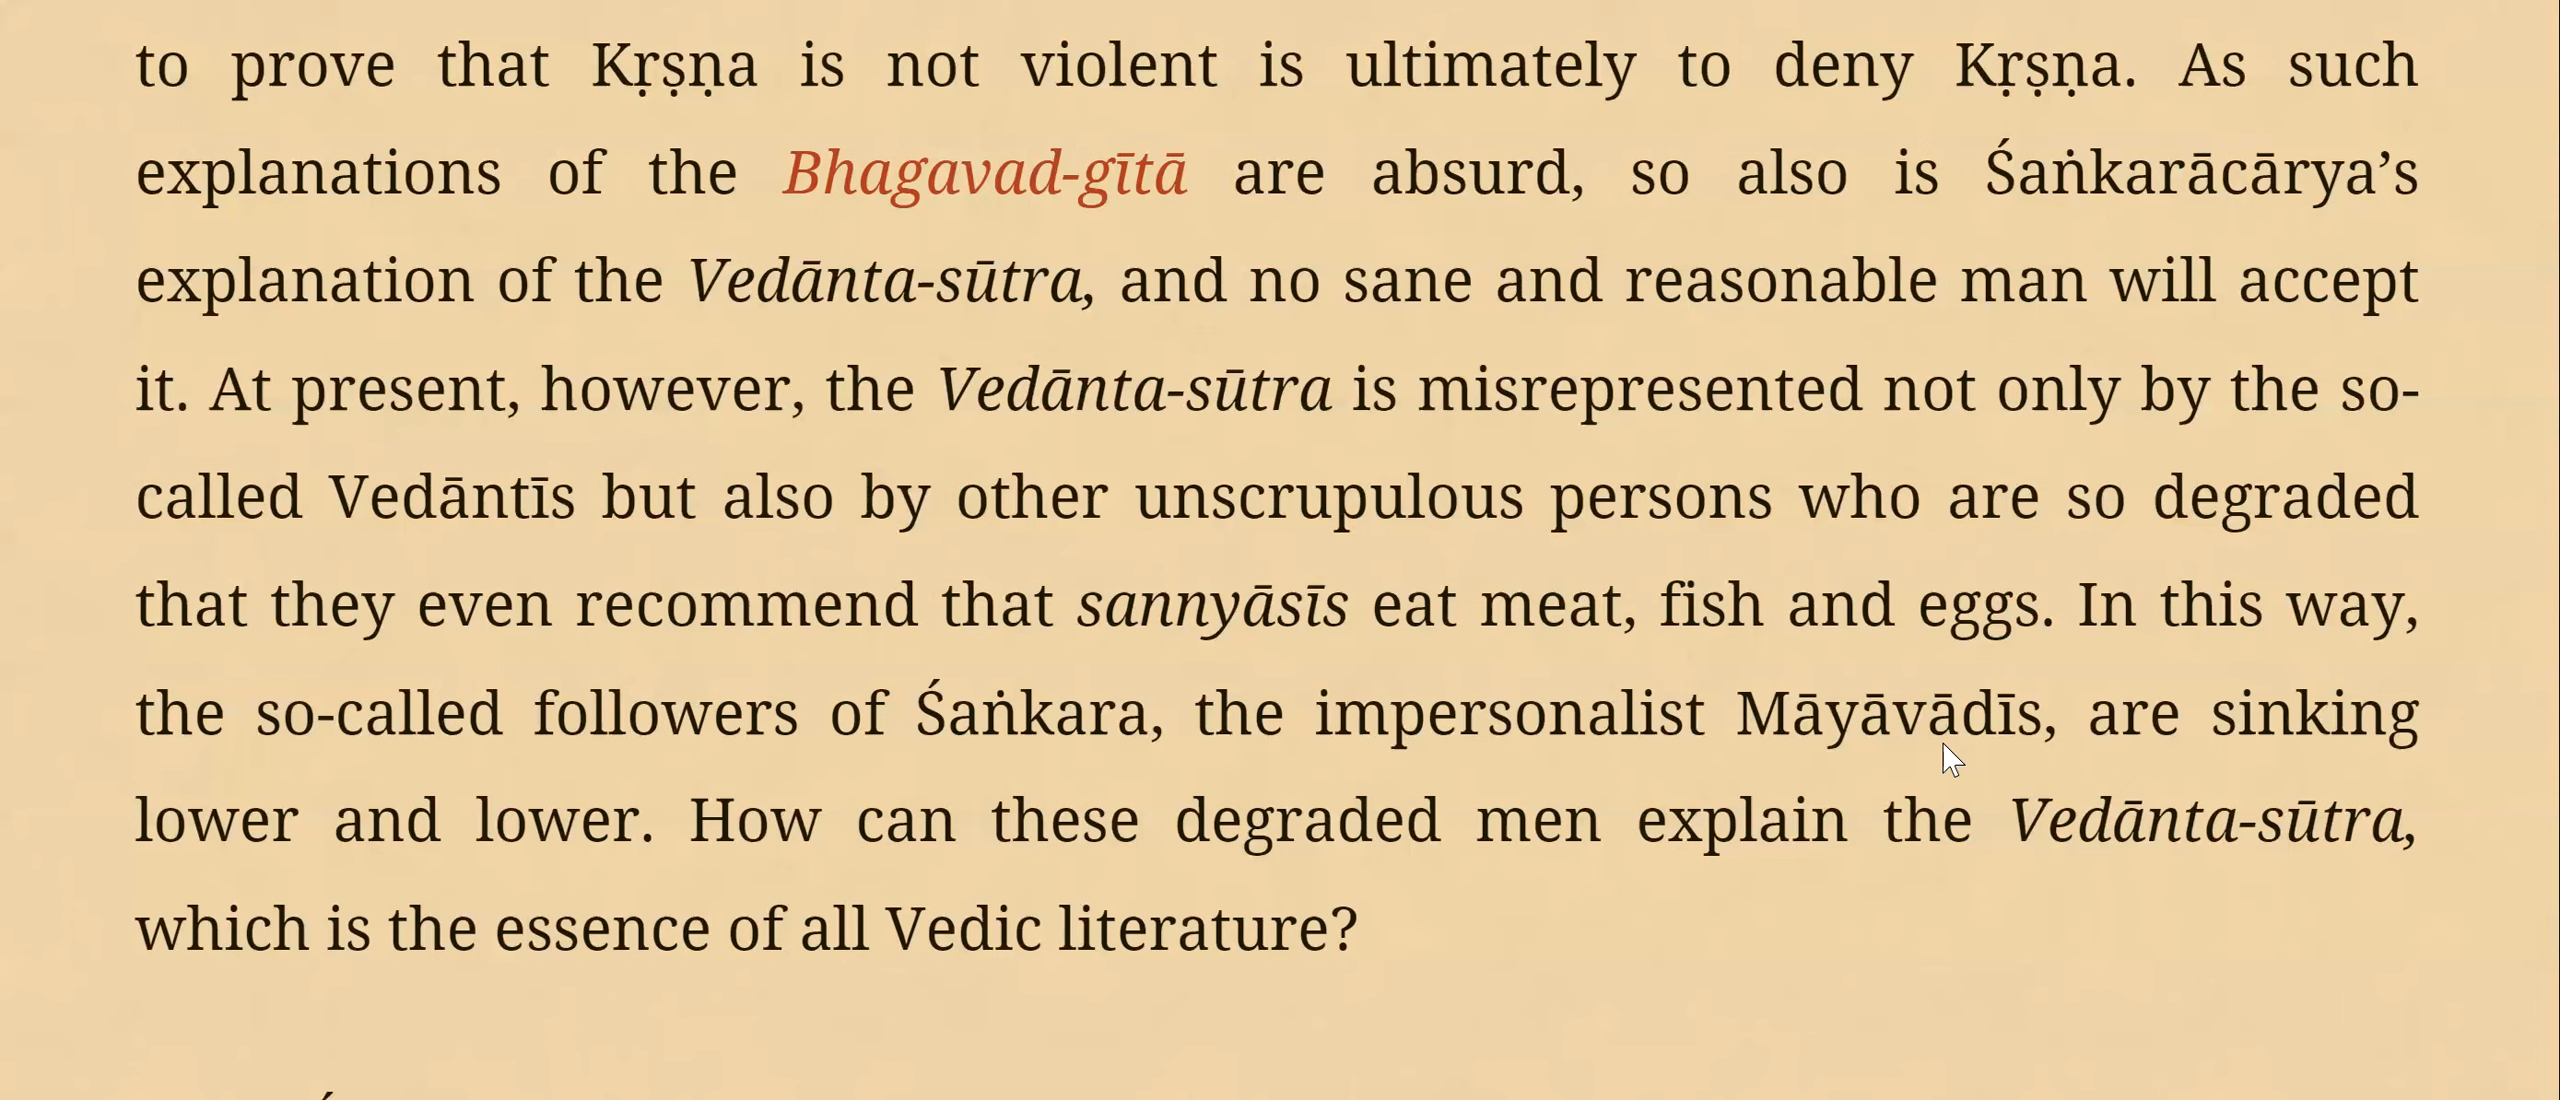 to prove that Kṛṣṇa is not violent is ultimately to deny Kṛṣṇa. As such
explanations of the Bhagavad-gītā are absurd, so also is Śaṅkarācārya’s
explanation of the Vedānta-sūtra, and no sane and reasonable man will accept
it. At present, however, the Vedānta-sūtra is misrepresented not only by the so-
called Vedāntīs but also by other unscrupulous persons who are so degraded
that they even recommend that sannyāsīs eat meat, fish and eggs. In this way,
the so-called followers of Śaṅkara, the impersonalist Māyāvādīs, are sinking
lower and lower. How can these degraded men explain the Vedānta-sūtra,
which is the essence of all Vedic literature?